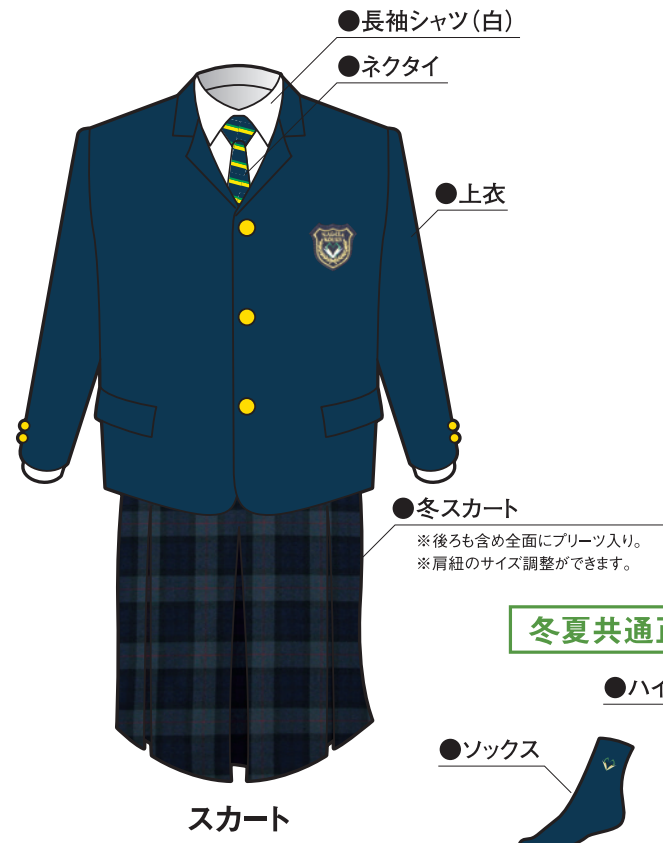 ●長袖シャツ（白）
●ネクタイ
●上衣
●冬スカート
※後ろも含め全面にプリーツ入り。
※肩紐のサイズ調整ができます。
冬夏共通
●ハイ
●ソックス
スカート